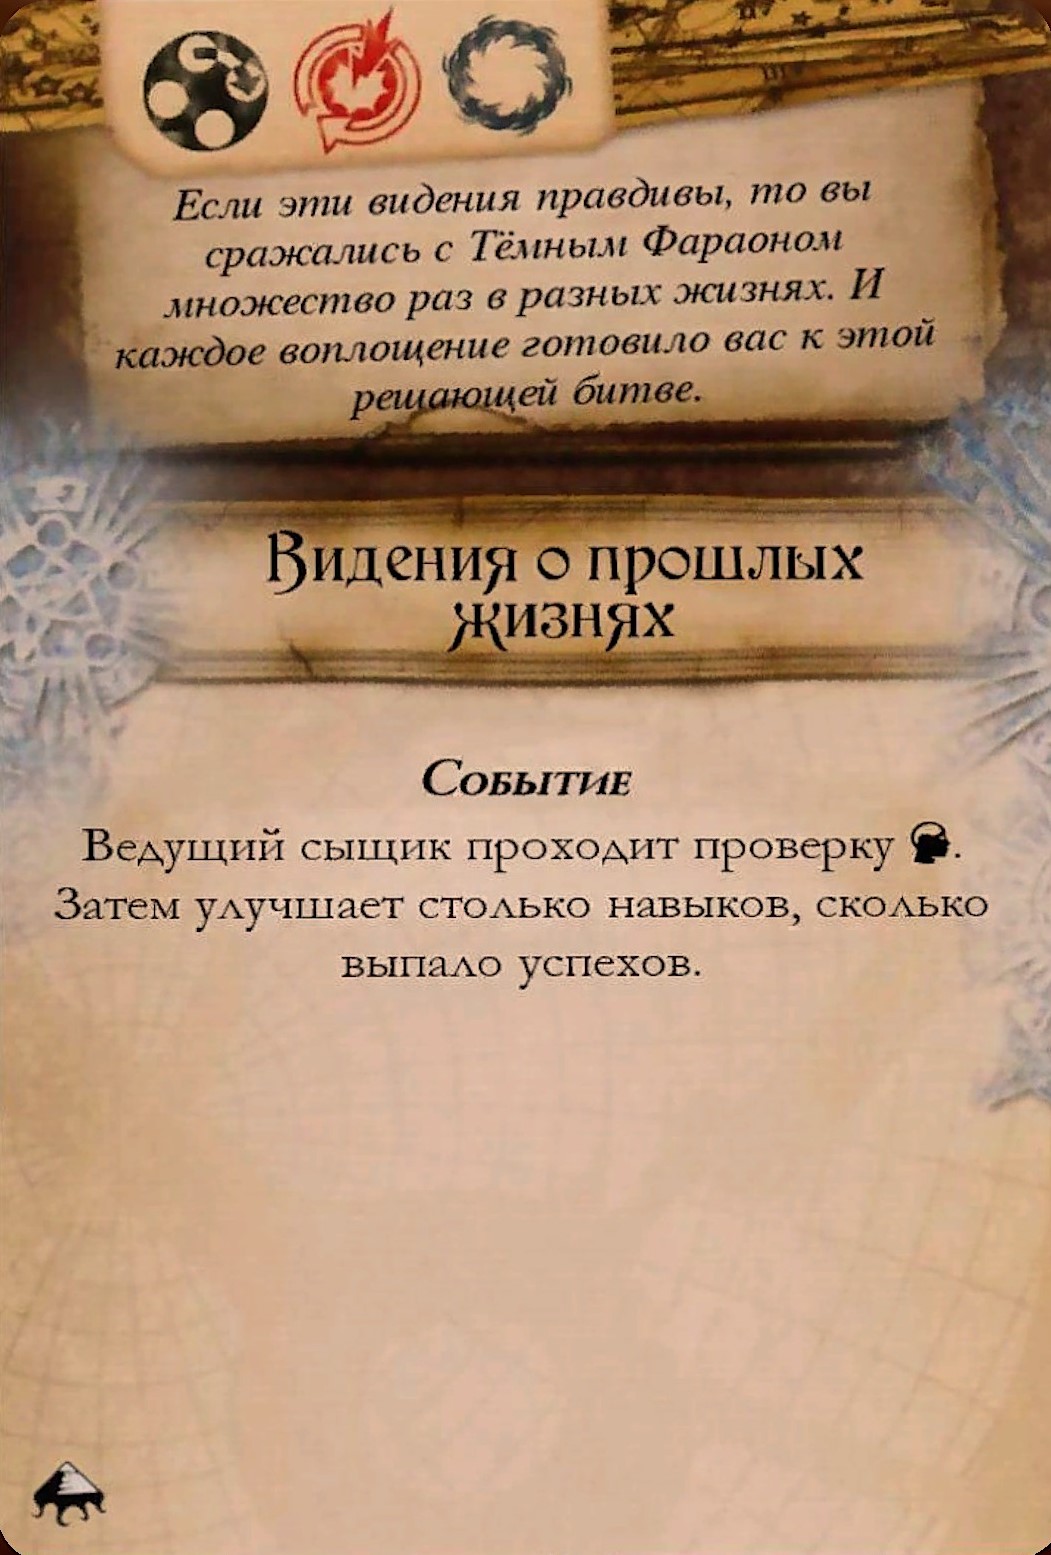 Если эти видения правдивы, то вы
сражались с Тёмным Фараоном
множество раз в разных жизнях. И
каждое воплощение готовило вас к этой
решающей битве.
Видения о прошлых
жизнях
Событие
Ведущий сыщик проходит проверку .
Затем улучшает столько навыков, сколько
выпало успехов.